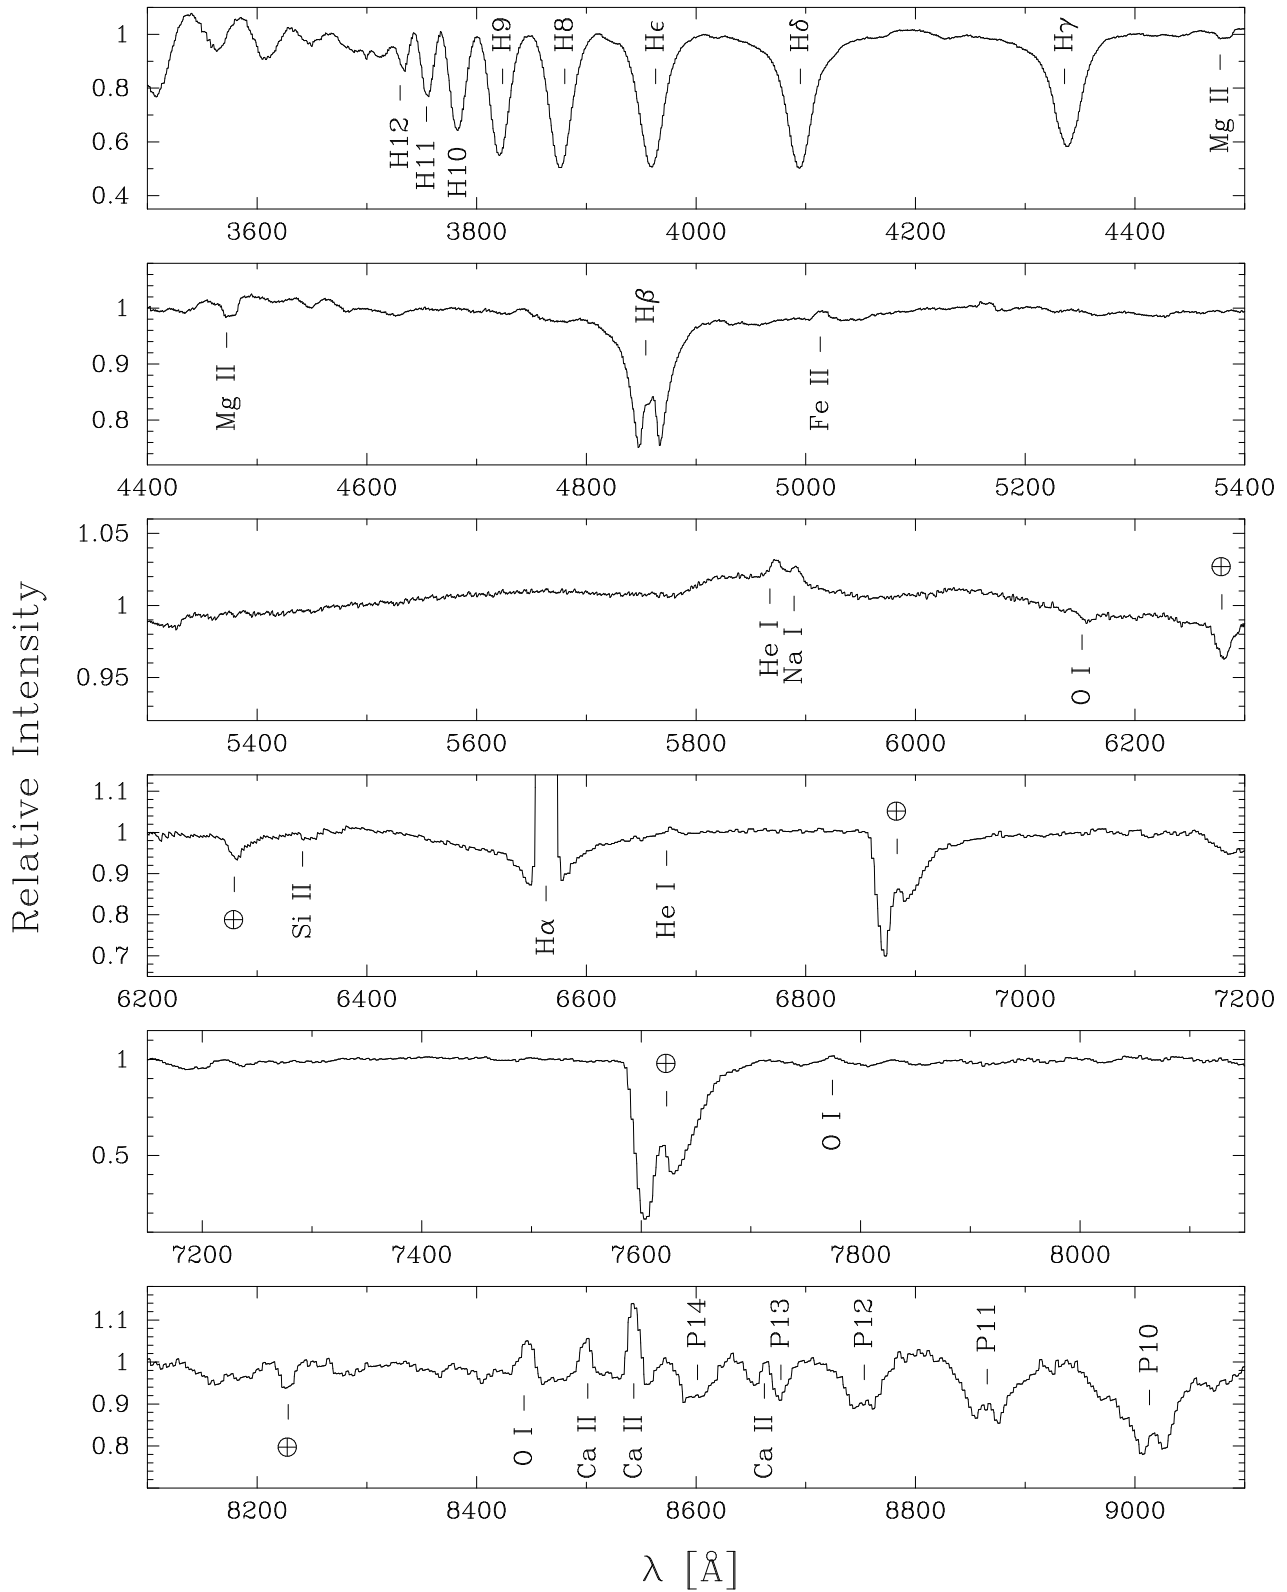 Relative Intensity
1
0.8
0.6
0.4
H12
H11
H10
H9
H8
Hϵ
Hδ
Hγ
Mg II
3600
3800
4000
4200
4400
1
0.9
0.8
Mg II
Hβ
Fe II
4400
4600
4800
5000
5200
5400
1.05
1
0.95
He I
Na I
O I
⊕
5400
5600
5800
6000
6200
1.1
1
0.9
0.8
0.7
⊕
Si II
Hα
He I
⊕
6200
6400
6600
6800
7000
7200
1
0.5
⊕
O I
7200
7400
7600
7800
8000
1.1
1
0.9
0.8
⊕
O I
Ca II
Ca II
P14
Ca II
P13
P12
P11
P10
8200
8400
8600
8800
9000
λ [Å]